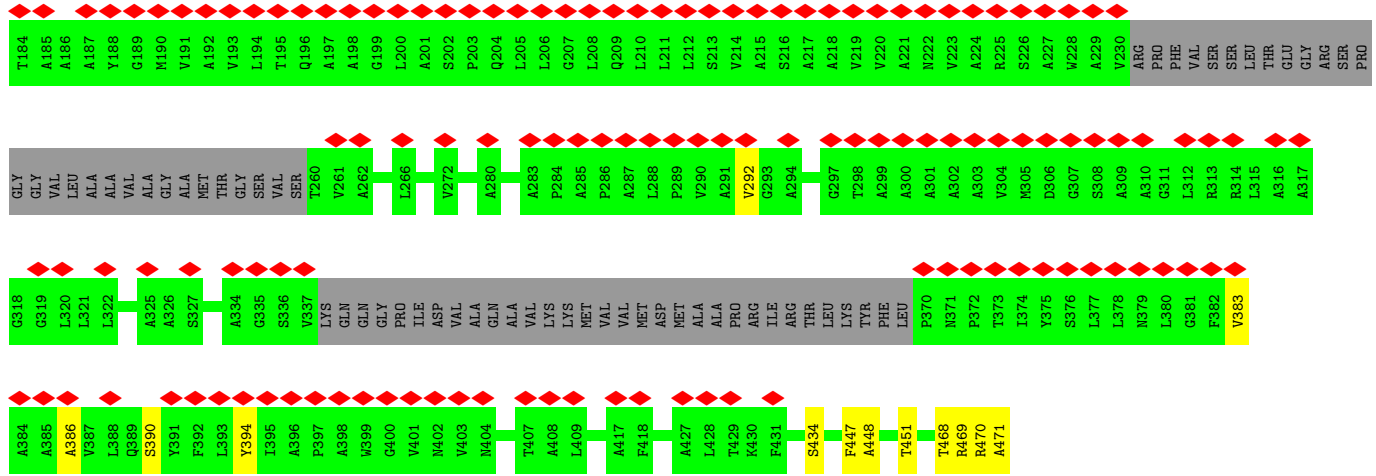 T184 A185 A186 A187 Y188 G189 M190 V191 A192 V193 L194 T195 Q196 A197 A198 G199 L200 A201 S202 P203 Q204 L205 L206 G207 L208 Q209 L210 L211 L212 S213 V214 A215 S216 A217 A218 V219 V220 A221 N222 V223 A224 R225 S226 A227 W228 A229 V230 ARG PRO PHE VAL SER SER LEU THR GLU GLY ARG SER PRO
GLY GLY VAL LEU ALA ALA VAL ALA GLY ALA MET THR GLY SER VAL SER T260 V261 A262 L266 V272 A280 A283 P284 A285 P286 A287 L288 P289 V290 A291 V292 G293 A294 G297 T298 A299 A300 A301 A302 A303 V304 M305 D306 G307 S308 A309 A310 G311 L312 R313 R314 L315 A316 A317
G318 G319 L320 L321 L322 A325 A326 S327 A334 G335 S336 V337 LYS GLN GLN GLY PRO ILE ASP VAL ALA GLN ALA VAL LYS LYS MET VAL VAL MET ASP MET ALA ALA PRO ARG ILE ARG THR LEU LYS TYR PHE LEU P370 N371 P372 T373 I374 Y375 S376 L377 L378 N379 L380 G381 F382 V383
A384 A385 A386 V387 L388 Q389 S390 Y391 F392 L393 Y394 I395 A396 P397 A398 W399 G400 V401 N402 V403 N404 T407 A408 L409 A417 F418 A427 L428 T429 K430 F431 S434 F447 A448 T451 T468 R469 R470 A471